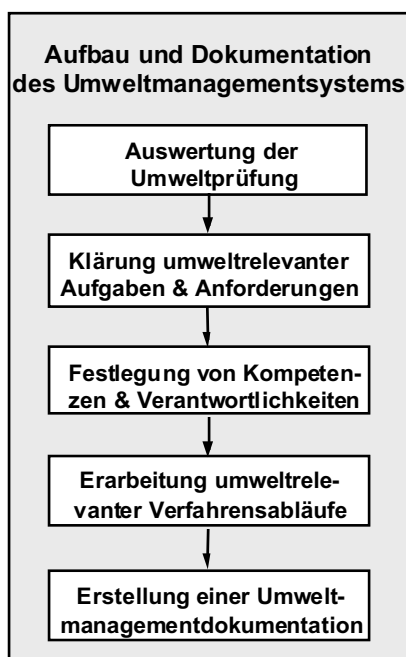 Aufbau und Dokumentation
des Umweltmanagementsystems
Auswertung der
Umweltprüfung
Klärung umweltrelevanter
Aufgaben & Anforderungen
Festlegung von Kompeten-
zen & Verantwortlichkeiten
Erarbeitung umweltrele-
vanter Verfahrensabläufe
Erstellung einer Umwelt-
managementdokumentation